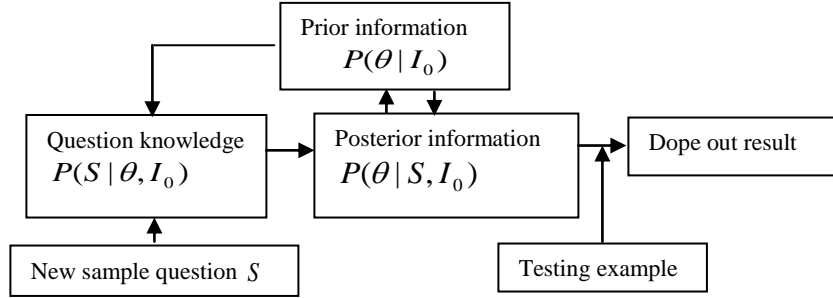 Prior information
P(θ | I₀)
Question knowledge
P(S | θ, I₀)
Posterior information
P(θ | S, I₀)
Dope out result
New sample question S
Testing example